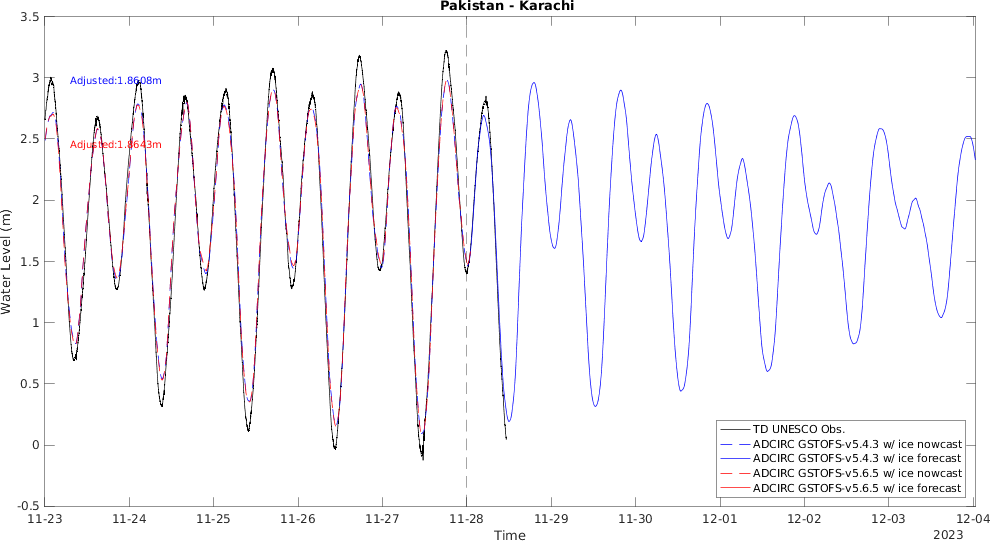 Pakistan - Karachi
Water Level (m)
3.5
3
2.5
2
1.5
1
0.5
0
-0.5
Adjusted:1.8608m
Adjusted:1.8643m
TD UNESCO Obs.
ADCIRC GSTOFS-v5.4.3 w/ ice nowcast
ADCIRC GSTOFS-v5.4.3 w/ ice forecast
ADCIRC GSTOFS-v5.6.5 w/ ice nowcast
ADCIRC GSTOFS-v5.6.5 w/ ice forecast
11-23 11-24 11-25 11-26 11-27 11-28 11-29 11-30 12-01 12-02 12-03 12-04
Time
2023